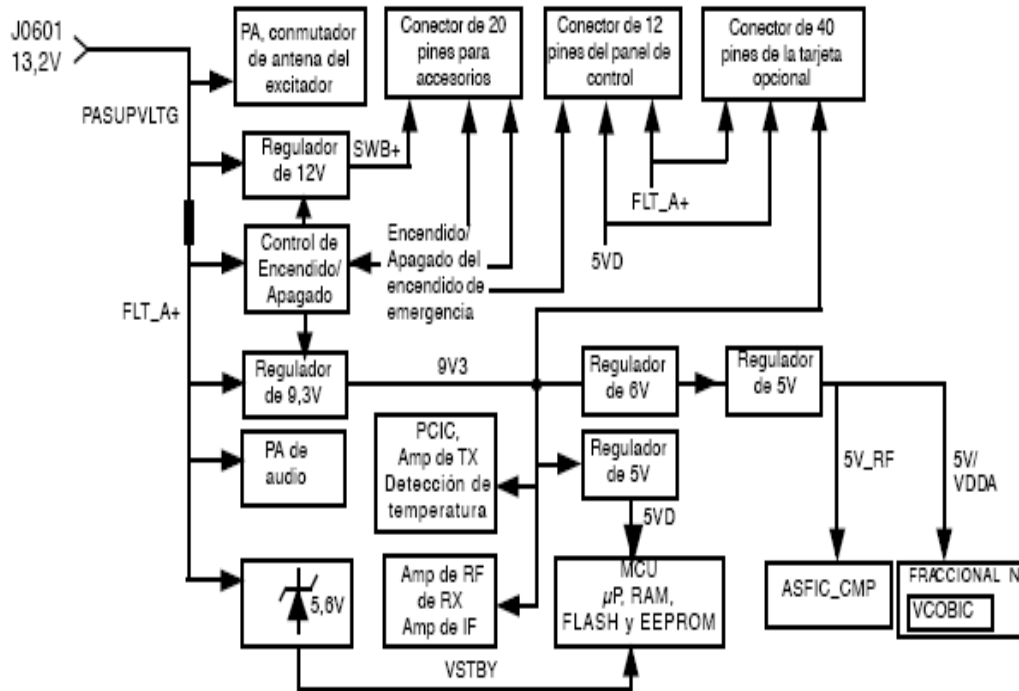 J0601
13,2V
PA, conmutador
de antena del
excitador
Conector de 20
pines para
accesorios
Conector de 12
pines del panel de
control
Conector de 40
pines de la tarjeta
opcional
PASUPVLTG
Regulador
de 12V
SWB+
FLT_A+
5VD
Control de
Encendido/
Apagado
Encendido/
Apagado del
encendido de
emergencia
FLT_A+
Regulador
de 9,3V
9V3
Regulador
de 6V
Regulador
de 5V
PA de
audio
PCIC,
Amp de TX
Detección de
temperatura
Regulador
de 5V
5VD
5V_RF
5V/
VDDA
5,6V
Amp de RF
de RX
Amp de IF
MCU
µP, RAM,
FLASH y EEPROM
ASFIC_CMP
FRACCIONAL N
VCOBIC
VSTBY